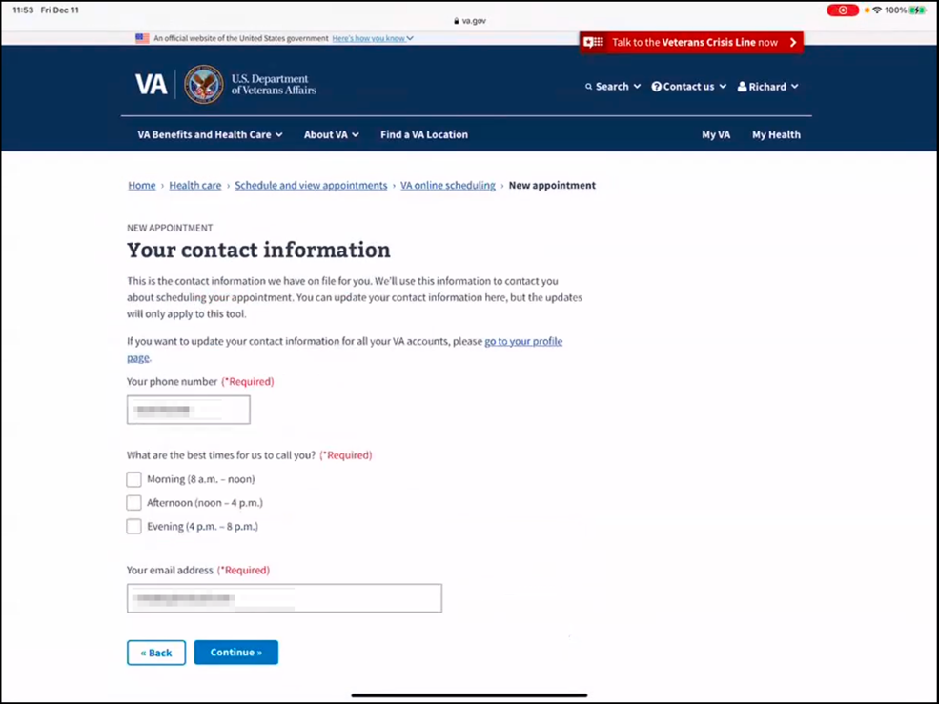 11:53 Fri Dec 11
100%
va.gov
An official website of the United States government Here's how you know
Talk to the Veterans Crisis Line now
VA
U.S. Department
of Veterans Affairs
Search
Contact us
Richard
VA Benefits and Health Care
About VA
Find a VA Location
My VA
My Health
Home › Health care › Schedule and view appointments › VA online scheduling › New appointment
NEW APPOINTMENT
Your contact information
This is the contact information we have on file for you. We'll use this information to contact you
about scheduling your appointment. You can update your contact information here, but the updates
will only apply to this tool.
If you want to update your contact information for all your VA accounts, please go to your profile
page.
Your phone number (*Required)
What are the best times for us to call you? (*Required)
Morning (8 a.m. – noon)
Afternoon (noon – 4 p.m.)
Evening (4 p.m. – 8 p.m.)
Your email address (*Required)
« Back
Continue »